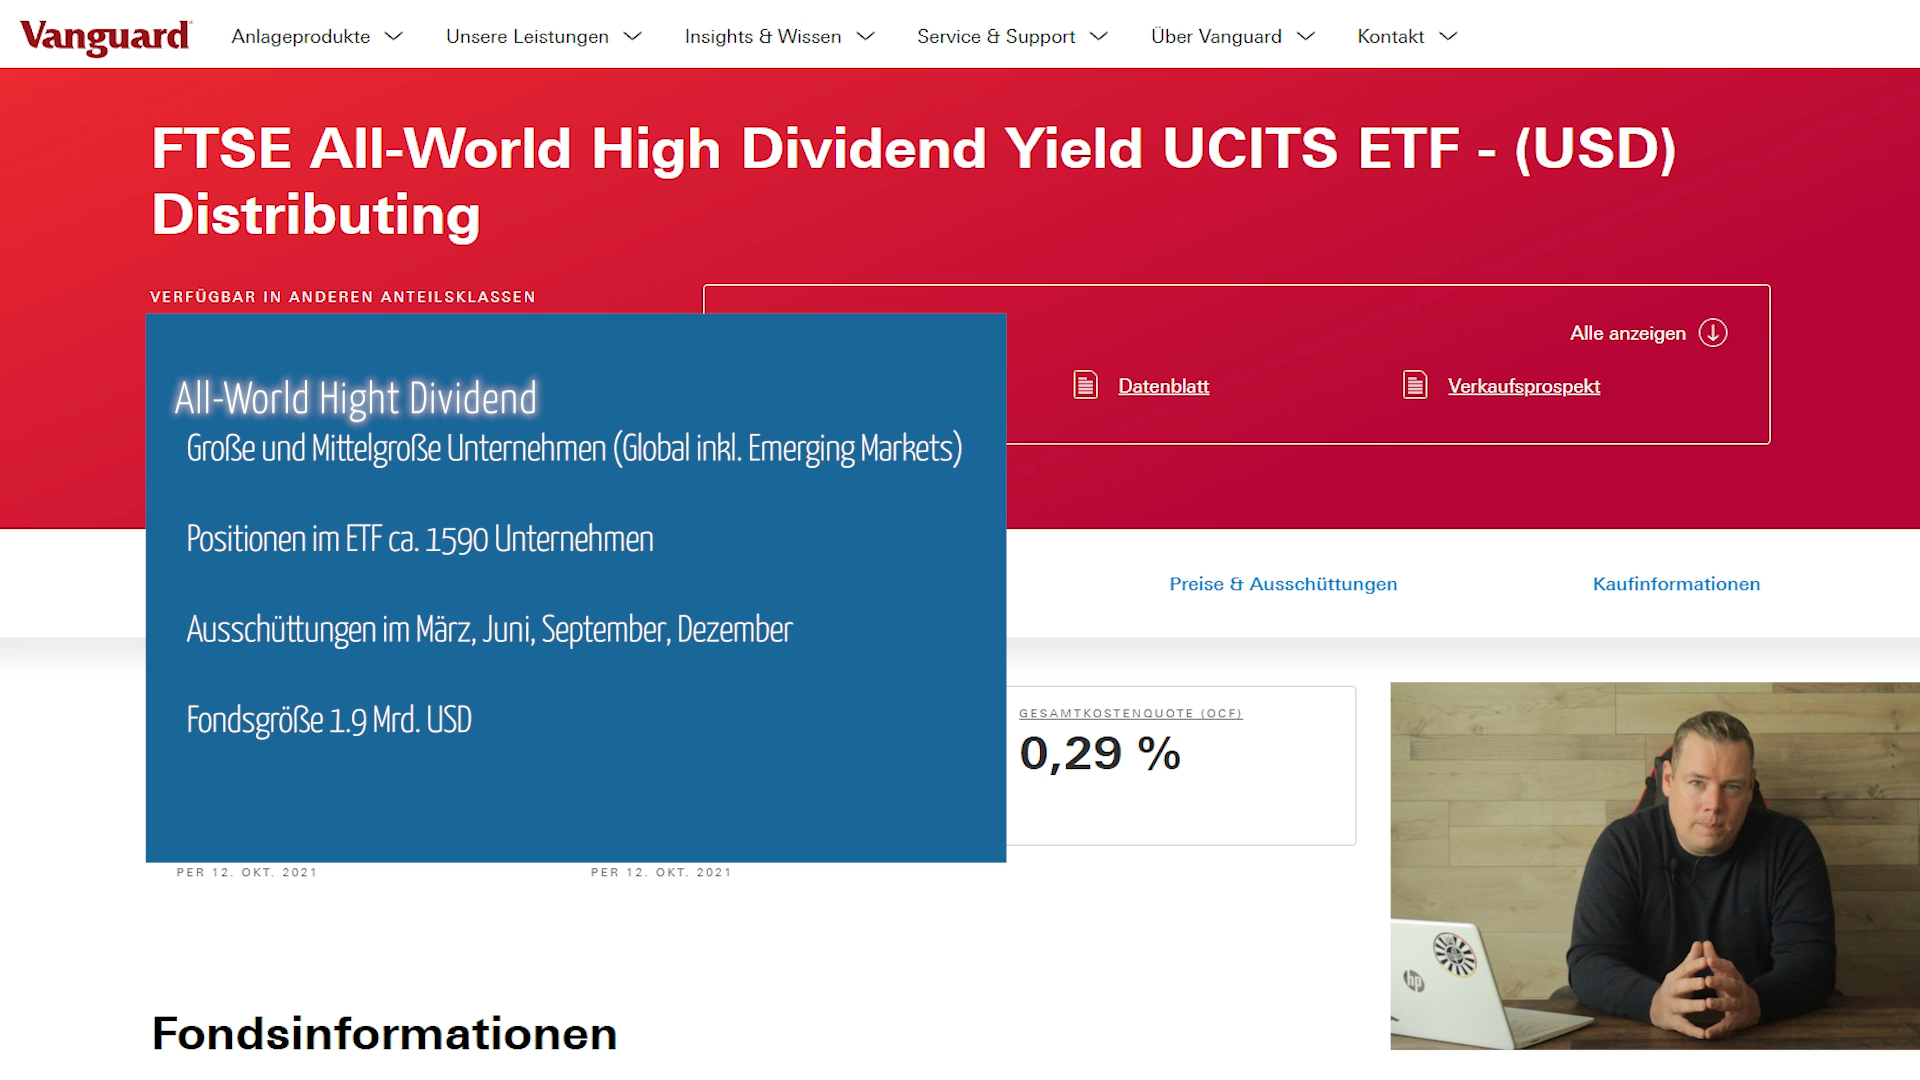 Vanguard
Anlageprodukte
Unsere Leistungen
Insights & Wissen
Service & Support
Über Vanguard
Kontakt
FTSE All-World High Dividend Yield UCITS ETF - (USD)
Distributing
VERFÜGBAR IN ANDEREN ANTEILSKLASSEN
Alle anzeigen
Datenblatt
Verkaufsprospekt
All-World Hight Dividend
Große und Mittelgroße Unternehmen (Global inkl. Emerging Markets)
Positionen im ETF ca. 1590 Unternehmen
Ausschüttungen im März, Juni, September, Dezember
Fondsgröße 1.9 Mrd. USD
Preise & Ausschüttungen
Kaufinformationen
GESAMTKOSTENQUOTE (OCF)
0,29 %
PER 12. OKT. 2021
PER 12. OKT. 2021
hp
Fondsinformationen